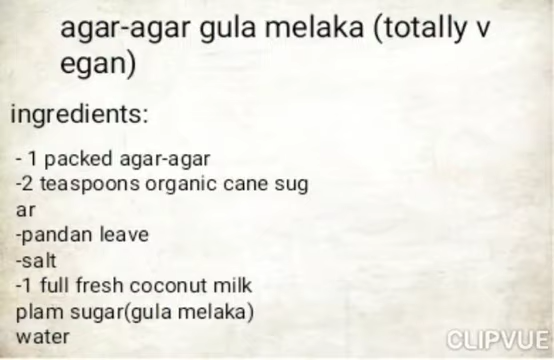 agar-agar gula melaka (totally v
egan)
ingredients:
- 1 packed agar-agar
-2 teaspoons organic cane sug
ar
-pandan leave
-salt
-1 full fresh coconut milk
plam sugar(gula melaka)
water
CLIPVUE